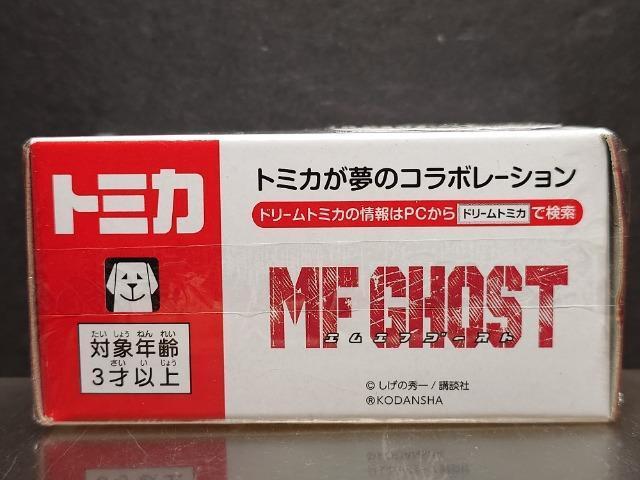 トミカ
たい しょう ねん れい
対象年齢
さい い じょう
3才以上
トミカが夢のコラボレーション
ドリームトミカの情報はPCから ドリームトミカ で検索
MF GHOST
エムエフゴースト
© しげの秀一/講談社
®KODANSHA